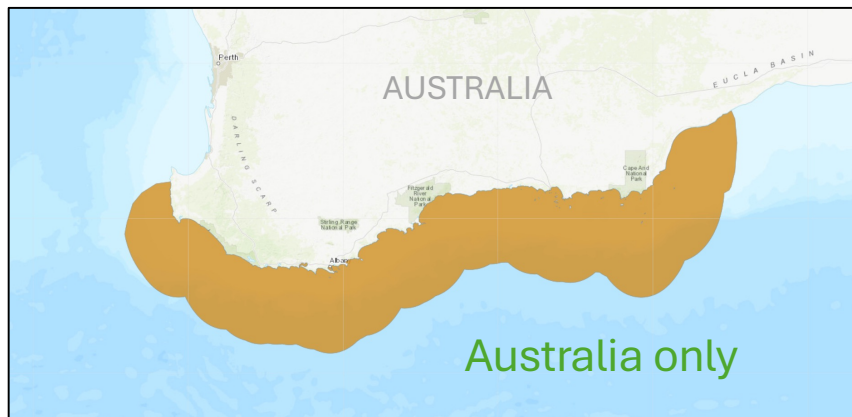 Perth
EUCLA BASIN
AUSTRALIA
DARLING SCARP
Cape Arid
National
Park
Fitzgerald
River
National
Park
Stirling Range
National Park
Albany
Australia only